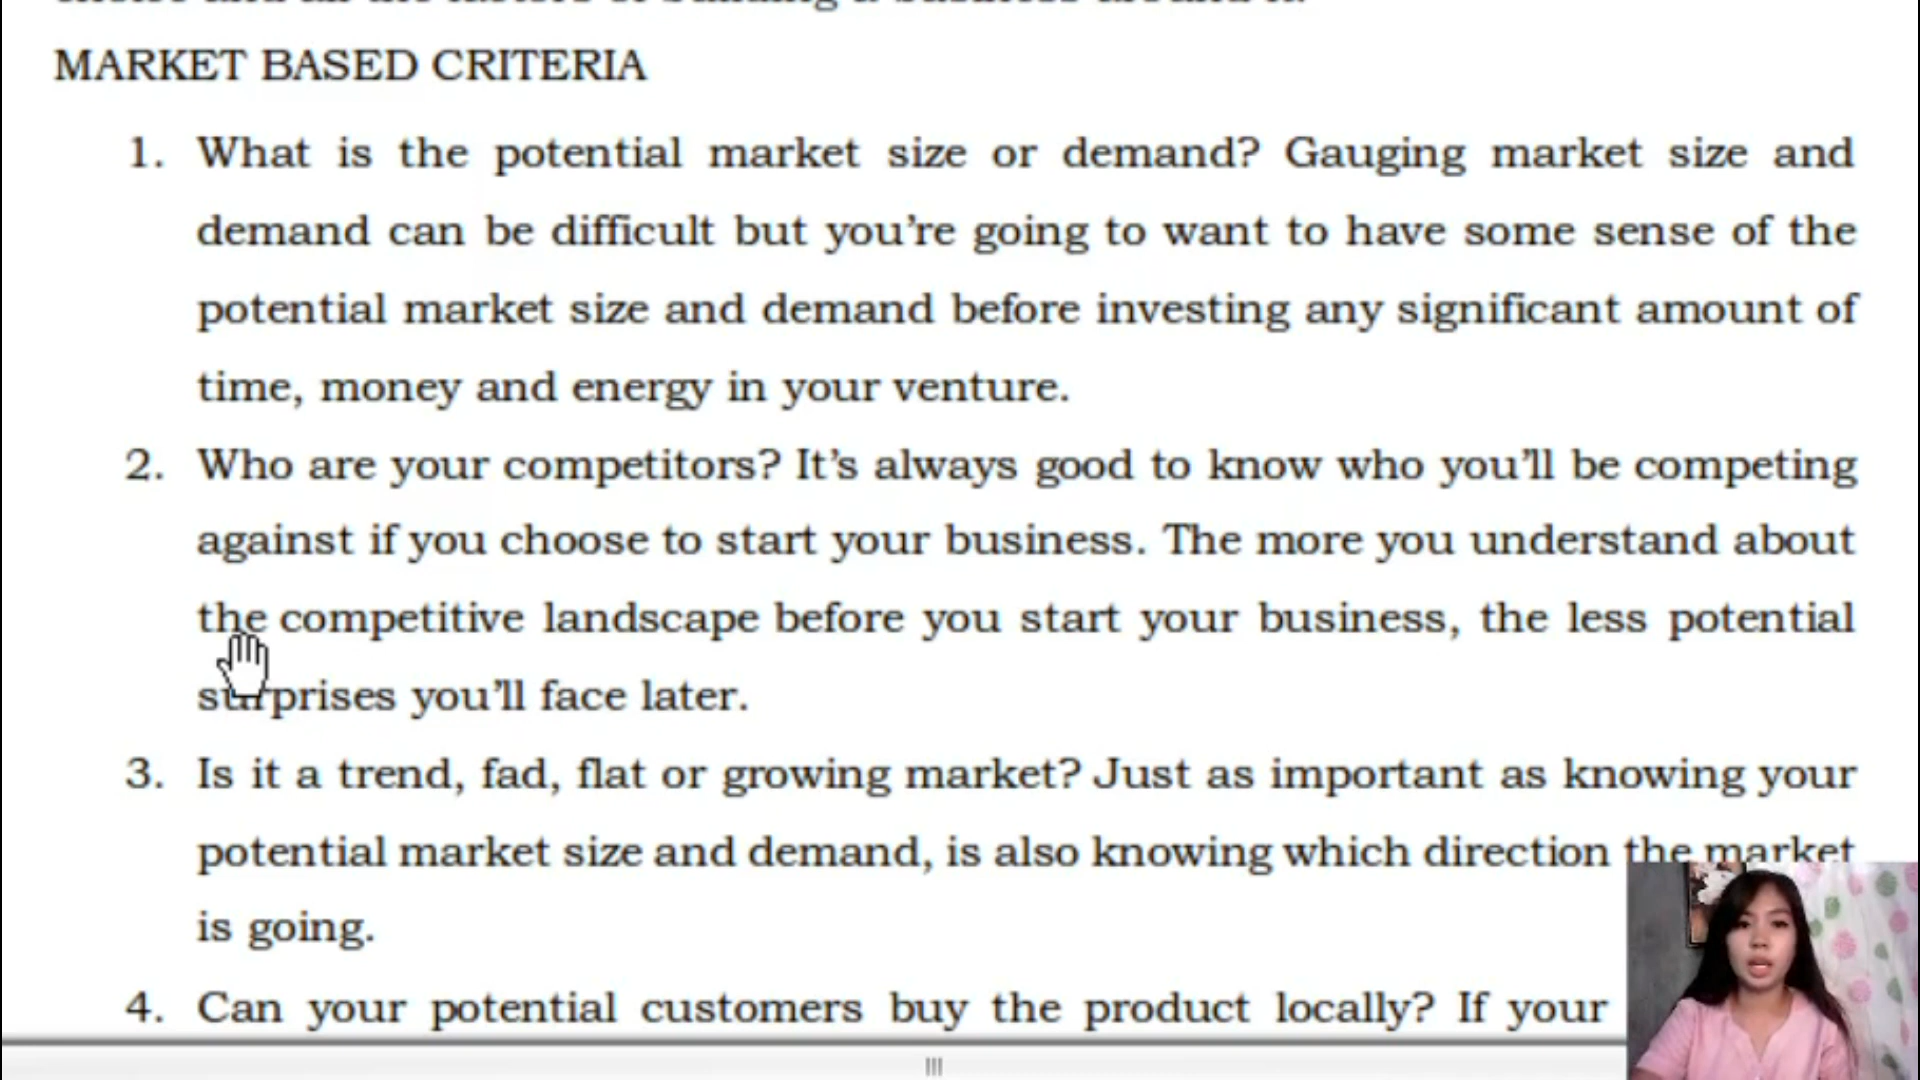 MARKET BASED CRITERIA
1. What is the potential market size or demand? Gauging market size and
demand can be difficult but you're going to want to have some sense of the
potential market size and demand before investing any significant amount of
time, money and energy in your venture.
2. Who are your competitors? It's always good to know who you'll be competing
against if you choose to start your business. The more you understand about
the competitive landscape before you start your business, the less potential
surprises you'll face later.
3. Is it a trend, fad, flat or growing market? Just as important as knowing your
potential market size and demand, is also knowing which direction the market
is going.
4. Can your potential customers buy the product locally? If your